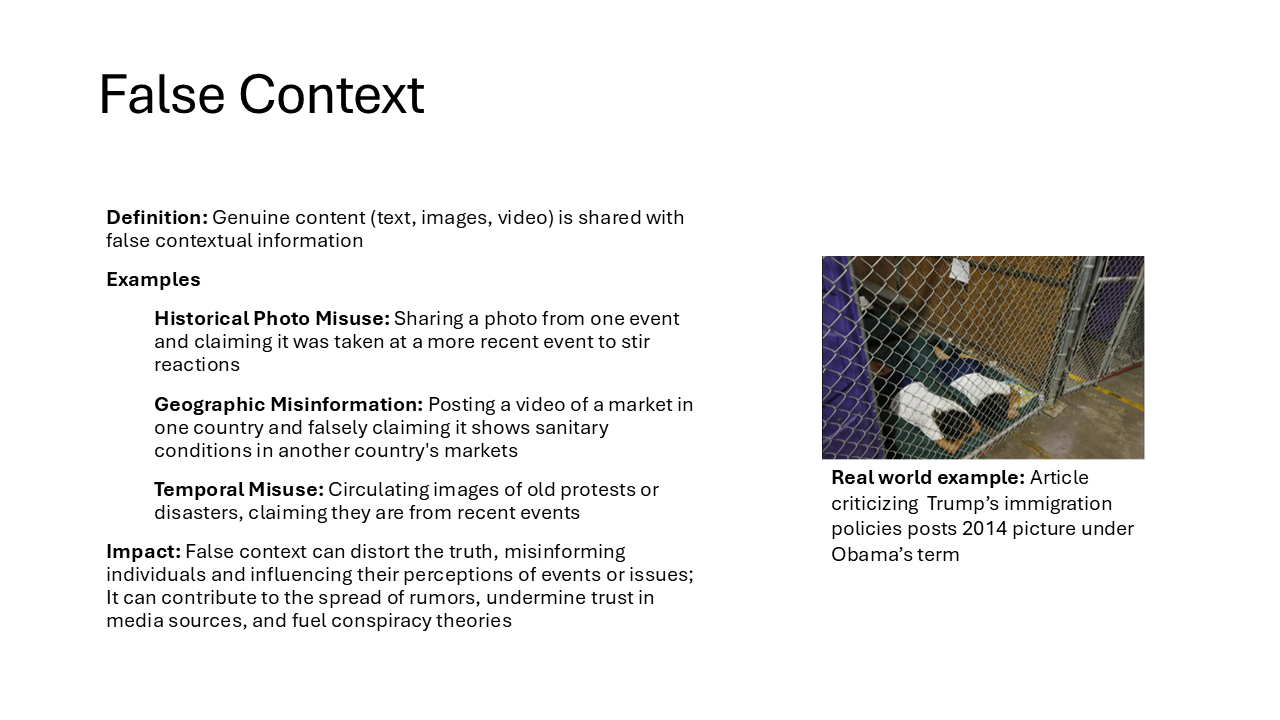 False Context
Definition: Genuine content (text, images, video) is shared with
false contextual information
Examples
Historical Photo Misuse: Sharing a photo from one event
and claiming it was taken at a more recent event to stir
reactions
Geographic Misinformation: Posting a video of a market in
one country and falsely claiming it shows sanitary
conditions in another country's markets
Temporal Misuse: Circulating images of old protests or
disasters, claiming they are from recent events
Impact: False context can distort the truth, misinforming
individuals and influencing their perceptions of events or issues;
It can contribute to the spread of rumors, undermine trust in
media sources, and fuel conspiracy theories
Real world example: Article
criticizing  Trump’s immigration
policies posts 2014 picture under
Obama’s term